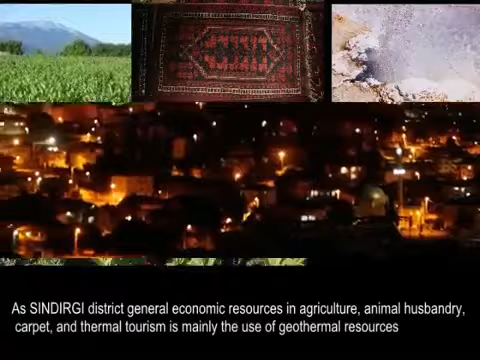 As SINDIRGI district general economic resources in agriculture, animal husbandry,
carpet, and thermal tourism is mainly the use of geothermal resources